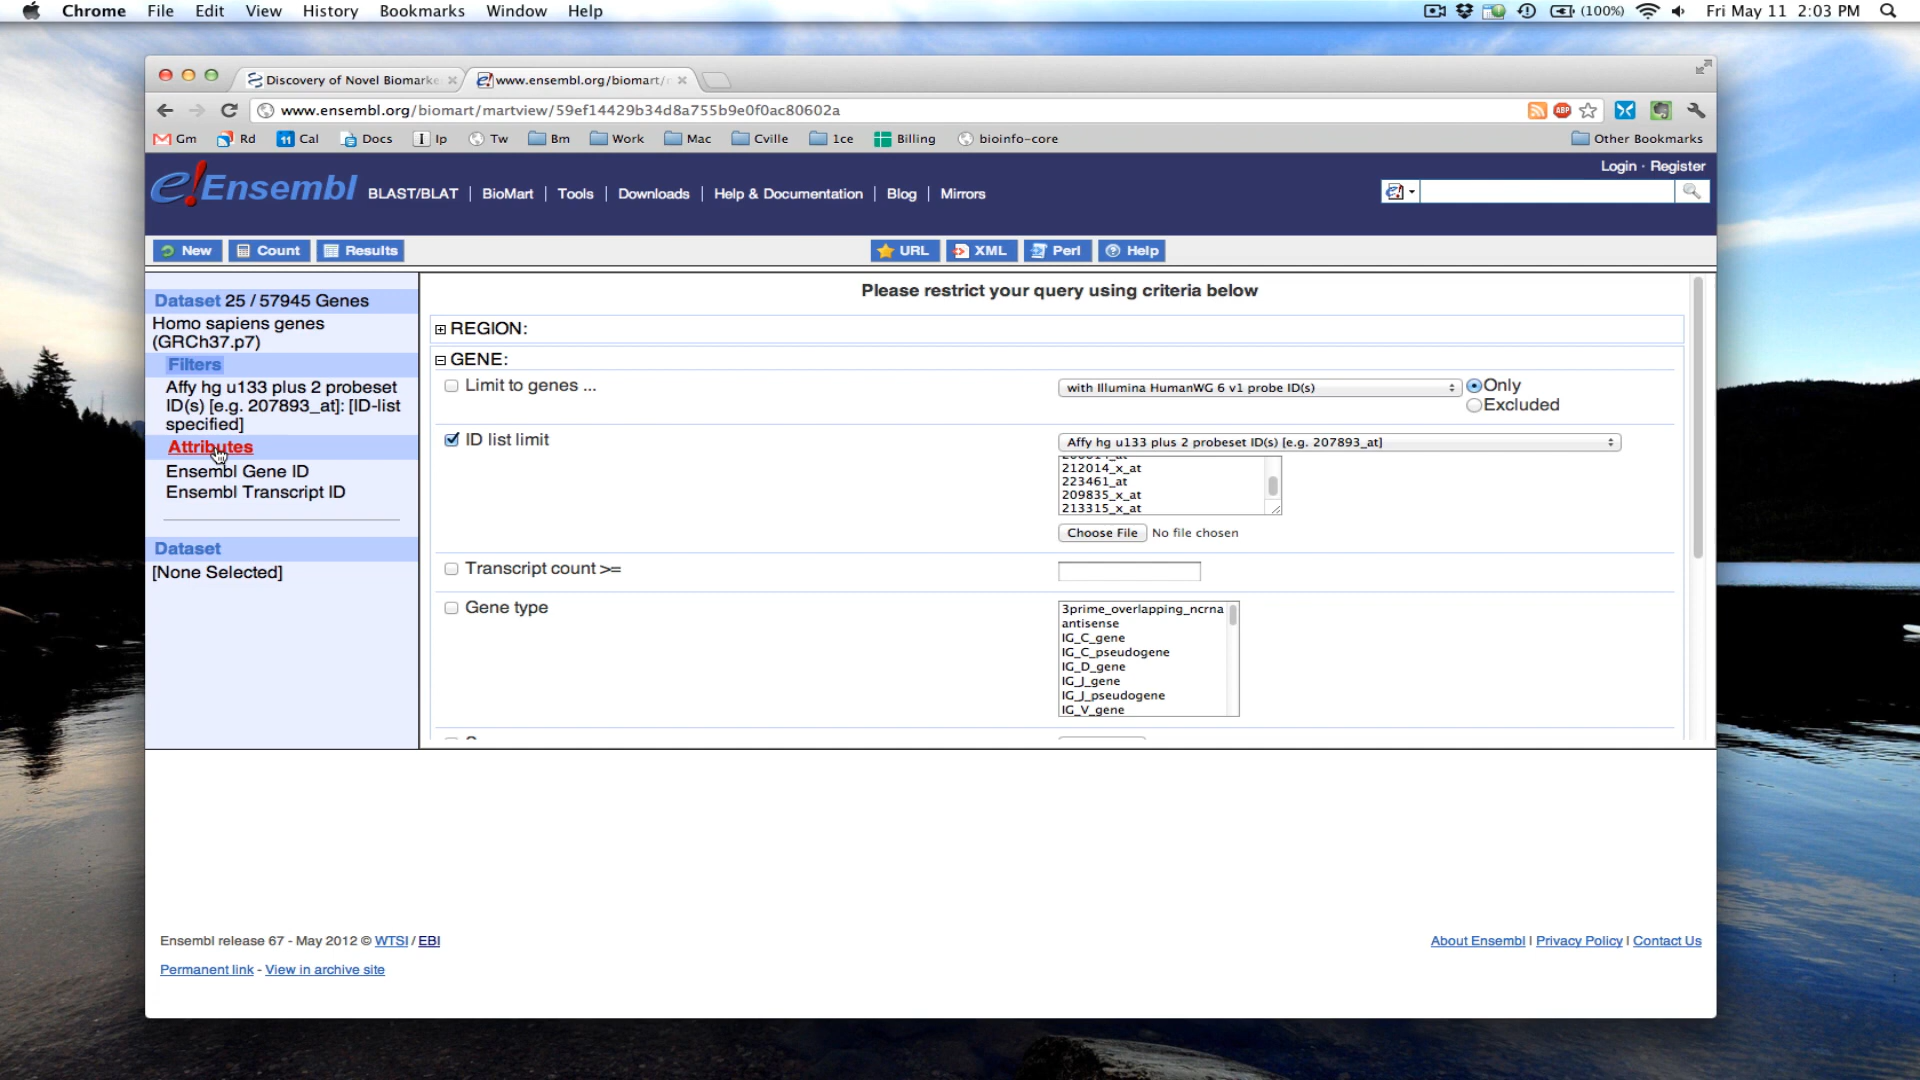 Chrome File Edit View History Bookmarks Window Help (100%) Fri May 11 2:03 PM
Discovery of Novel Biomarke www.ensembl.org/biomart/
www.ensembl.org/biomart/martview/59ef14429b34d8a755b9e0f0ac80602a ABP
Gm Rd 11 Cal Docs Ip Tw Bm Work Mac Cville 1ce Billing bioinfo-core Other Bookmarks
Login · Register
e!Ensembl BLAST/BLAT | BioMart | Tools | Downloads | Help & Documentation | Blog | Mirrors
New Count Results URL XML Perl Help
Dataset 25 / 57945 Genes
Homo sapiens genes
(GRCh37.p7)
Filters
Affy hg u133 plus 2 probeset
ID(s) [e.g. 207893_at]: [ID-list
specified]
Attributes
Ensembl Gene ID
Ensembl Transcript ID
Dataset
[None Selected]
Please restrict your query using criteria below
REGION:
GENE:
Limit to genes ... with Illumina HumanWG 6 v1 probe ID(s) Only
Excluded
ID list limit Affy hg u133 plus 2 probeset ID(s) [e.g. 207893_at]
212014_x_at
223461_at
209835_x_at
213315_x_at
Choose File No file chosen
Transcript count >=
Gene type 3prime_overlapping_ncrna
antisense
IG_C_gene
IG_C_pseudogene
IG_D_gene
IG_J_gene
IG_J_pseudogene
IG_V_gene
Ensembl release 67 - May 2012 © WTSI / EBI About Ensembl | Privacy Policy | Contact Us
Permanent link - View in archive site